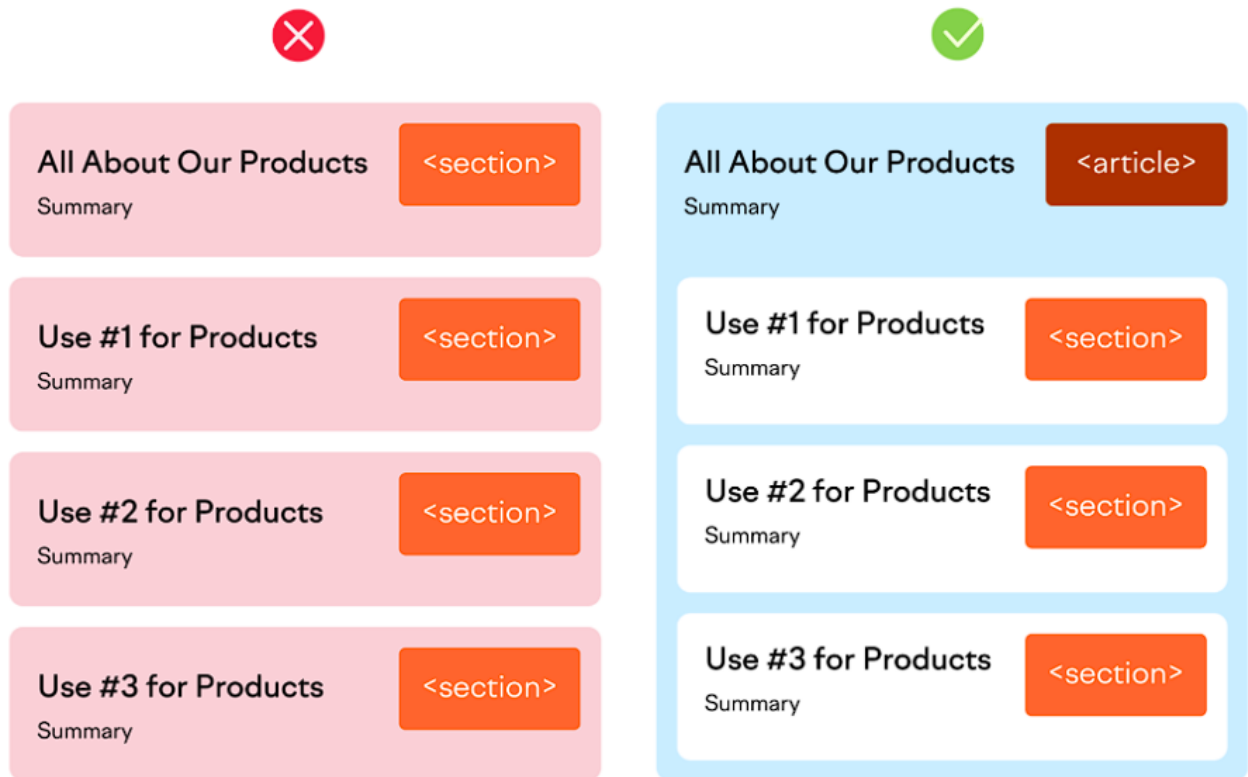 All About Our Products
<section>
Summary
Use #1 for Products
<section>
Summary
Use #2 for Products
<section>
Summary
Use #3 for Products
<section>
Summary
All About Our Products
<article>
Summary
Use #1 for Products
<section>
Summary
Use #2 for Products
<section>
Summary
Use #3 for Products
<section>
Summary